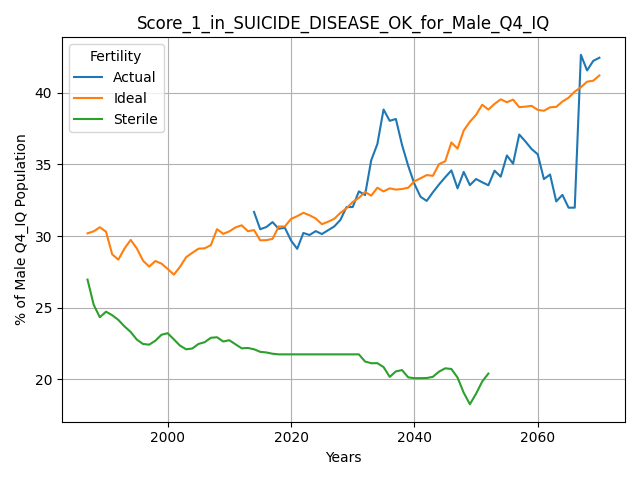 Score_1_in_SUICIDE_DISEASE_OK_for_Male_Q4_IQ
Fertility
Actual
Ideal
Sterile
% of Male Q4_IQ Population
40
35
30
25
20
2000
2020
2040
2060
Years